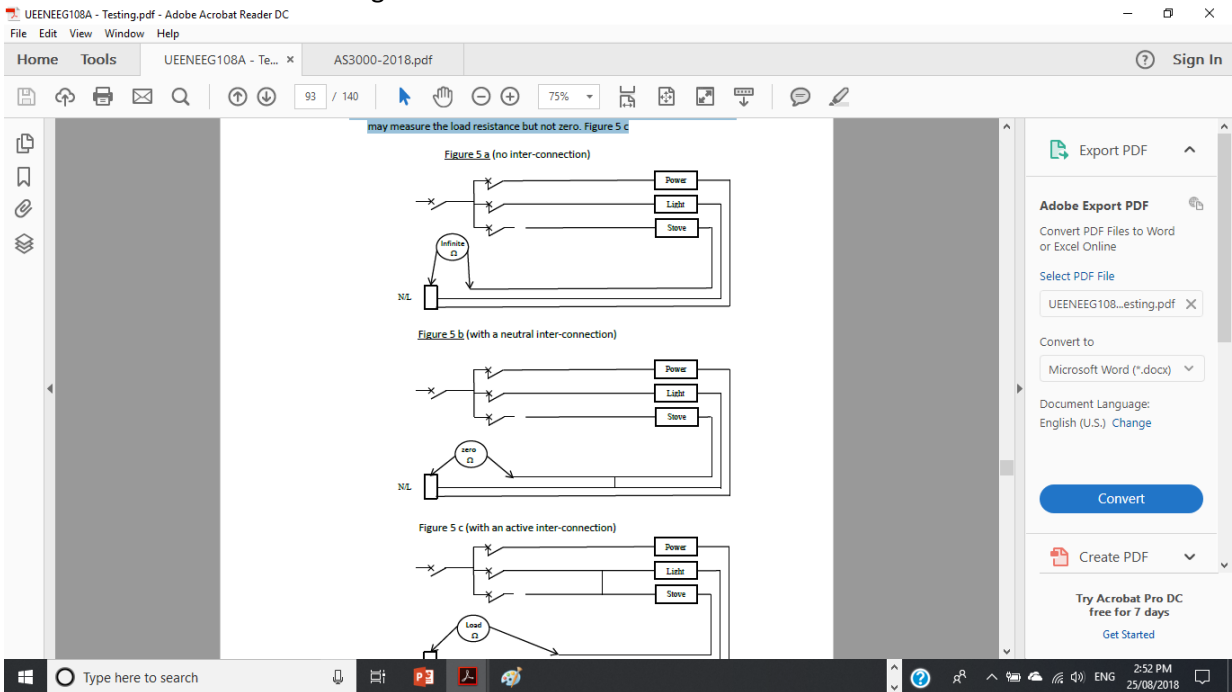 UEENEEG108A - Testing.pdf - Adobe Acrobat Reader DC
File Edit View Window Help
Home Tools UEENEEG108A - Te... × AS3000-2018.pdf Sign In
93 / 140 75%
may measure the load resistance but not zero. Figure 5 c
Figure 5 a (no inter-connection)
Power
Light
Stove
Infinite
Ω
N/L
Figure 5 b (with a neutral inter-connection)
Power
Light
Stove
zero
Ω
N/L
Figure 5 c (with an active inter-connection)
Power
Light
Stove
Load
Ω
Export PDF
Adobe Export PDF
Convert PDF Files to Word
or Excel Online
Select PDF File
UEENEEG108...esting.pdf ×
Convert to
Microsoft Word (*.docx)
Document Language:
English (U.S.) Change
Convert
Create PDF
Try Acrobat Pro DC
free for 7 days
Get Started
Type here to search
ENG
2:52 PM
25/08/2018